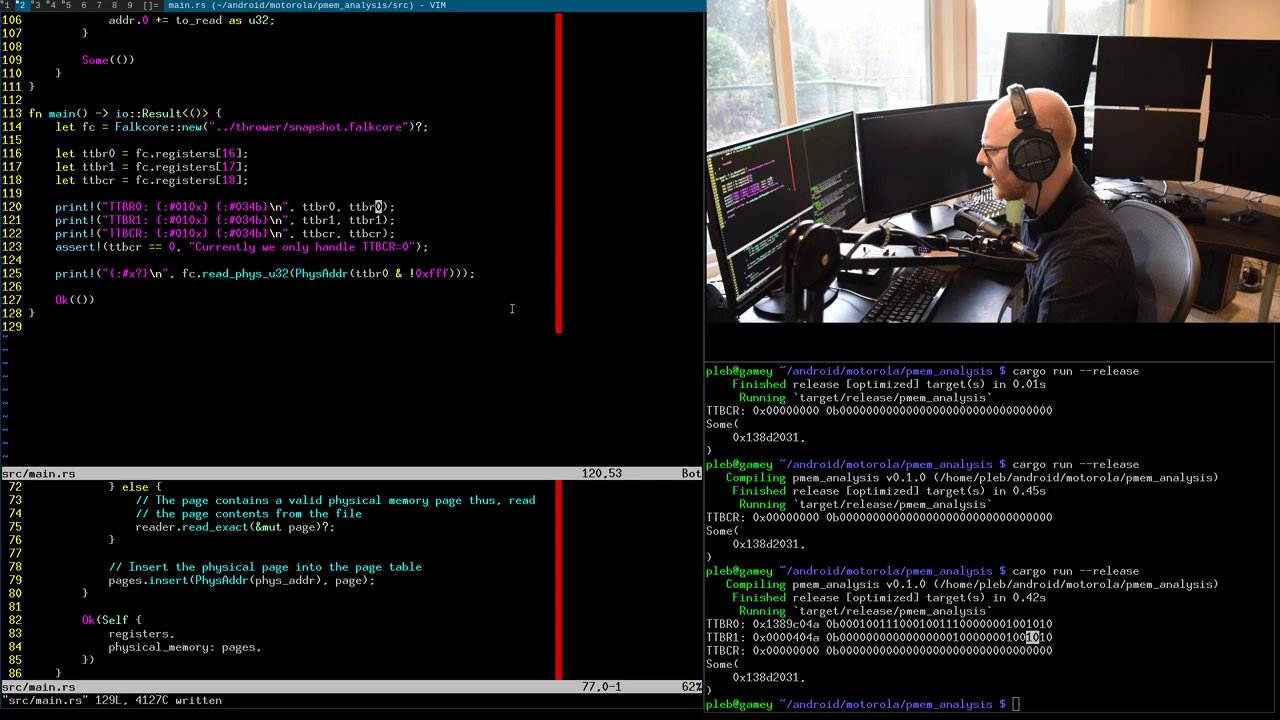 1 2 3 4 5 6 7 8 9 []= main.rs (~/android/motorola/pmem_analysis/src) - VIM
106             addr.0 += to_read as u32;
107         }
108
109         Some(())
110     }
111 }
112
113 fn main() -> io::Result<()> {
114     let fc = Falkcore::new("../thrower/snapshot.falkcore")?;
115
116     let ttbr0 = fc.registers[16];
117     let ttbr1 = fc.registers[17];
118     let ttbcr = fc.registers[18];
119
120     print!("TTBR0: {:#010x} {:#034b}\n", ttbr0, ttbr0);
121     print!("TTBR1: {:#010x} {:#034b}\n", ttbr1, ttbr1);
122     print!("TTBCR: {:#010x} {:#034b}\n", ttbcr, ttbcr);
123     assert!(ttbcr == 0, "Currently we only handle TTBCR=0");
124
125     print!("{:#x?}\n", fc.read_phys_u32(PhysAddr(ttbr0 & !0xfff)));
126
127     Ok(())
128 }
129
~
~
~
~
~
~
~
~
~
~
src/main.rs 120,53 Bot
72             } else {
73                 // The page contains a valid physical memory page thus, read
74                 // the page contents from the file
75                 reader.read_exact(&mut page)?;
76             }
77
78             // Insert the physical page into the page table
79             pages.insert(PhysAddr(phys_addr), page);
80         }
81
82         Ok(Self {
83             registers,
84             physical_memory: pages,
85         })
86     }
src/main.rs 77,0-1 62%
"src/main.rs" 129L, 4127C written
pleb@gamey ~/android/motorola/pmem_analysis $ cargo run --release
    Finished release [optimized] target(s) in 0.01s
     Running `target/release/pmem_analysis`
TTBCR: 0x00000000 0b00000000000000000000000000000000
Some(
    0x138d2031,
)
pleb@gamey ~/android/motorola/pmem_analysis $ cargo run --release
   Compiling pmem_analysis v0.1.0 (/home/pleb/android/motorola/pmem_analysis)
    Finished release [optimized] target(s) in 0.45s
     Running `target/release/pmem_analysis`
TTBCR: 0x00000000 0b00000000000000000000000000000000
Some(
    0x138d2031,
)
pleb@gamey ~/android/motorola/pmem_analysis $ cargo run --release
   Compiling pmem_analysis v0.1.0 (/home/pleb/android/motorola/pmem_analysis)
    Finished release [optimized] target(s) in 0.42s
     Running `target/release/pmem_analysis`
TTBR0: 0x1389c04a 0b00010011100010011100000001001010
TTBR1: 0x0000404a 0b00000000000000000100000001001010
TTBCR: 0x00000000 0b00000000000000000000000000000000
Some(
    0x138d2031,
)
pleb@gamey ~/android/motorola/pmem_analysis $